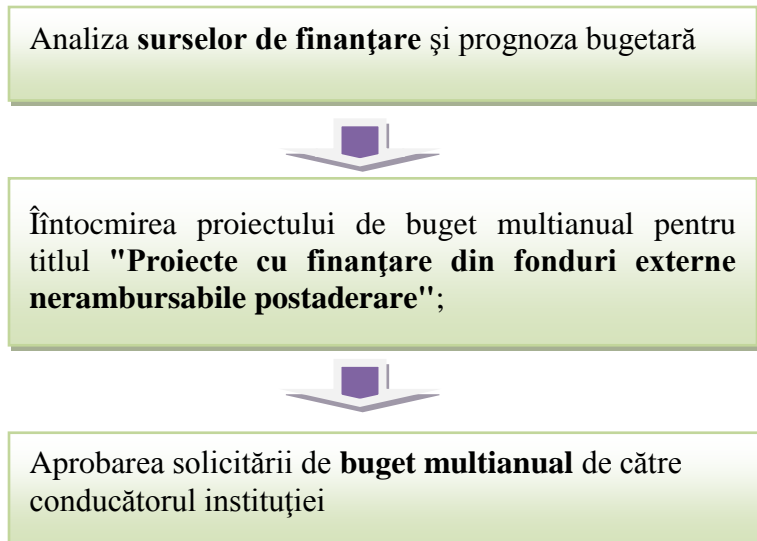 Analiza surselor de finanţare şi prognoza bugetară
Îîntocmirea proiectului de buget multianual pentru
titlul "Proiecte cu finanţare din fonduri externe
nerambursabile postaderare";
Aprobarea solicitării de buget multianual de către
conducătorul instituţiei